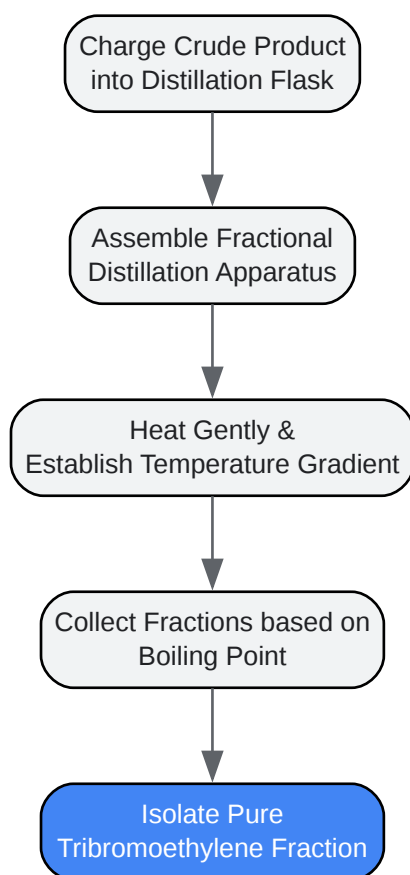 Charge Crude Product
into Distillation Flask
Assemble Fractional
Distillation Apparatus
Heat Gently &
Establish Temperature Gradient
Collect Fractions based on
Boiling Point
Isolate Pure
Tribromoethylene Fraction